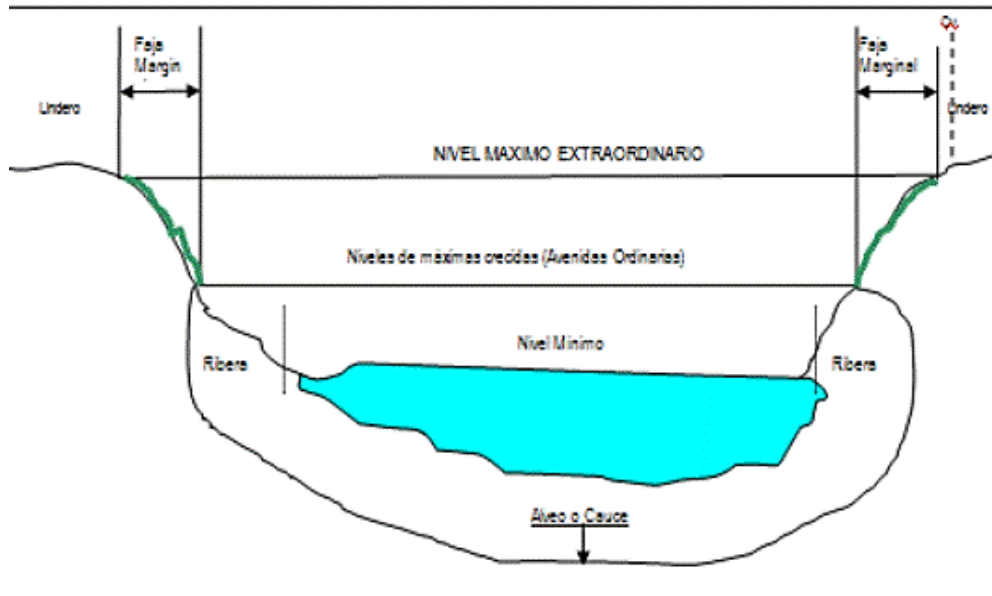 Faja
Margin
Faja
Marginal
Lindero
Lindero
NIVEL MAXIMO EXTRAORDINARIO
Niveles de máximas crecidas (Avenidas Ordinarias)
Nivel Mínimo
Ribera
Ribera
Alveo o Cauce